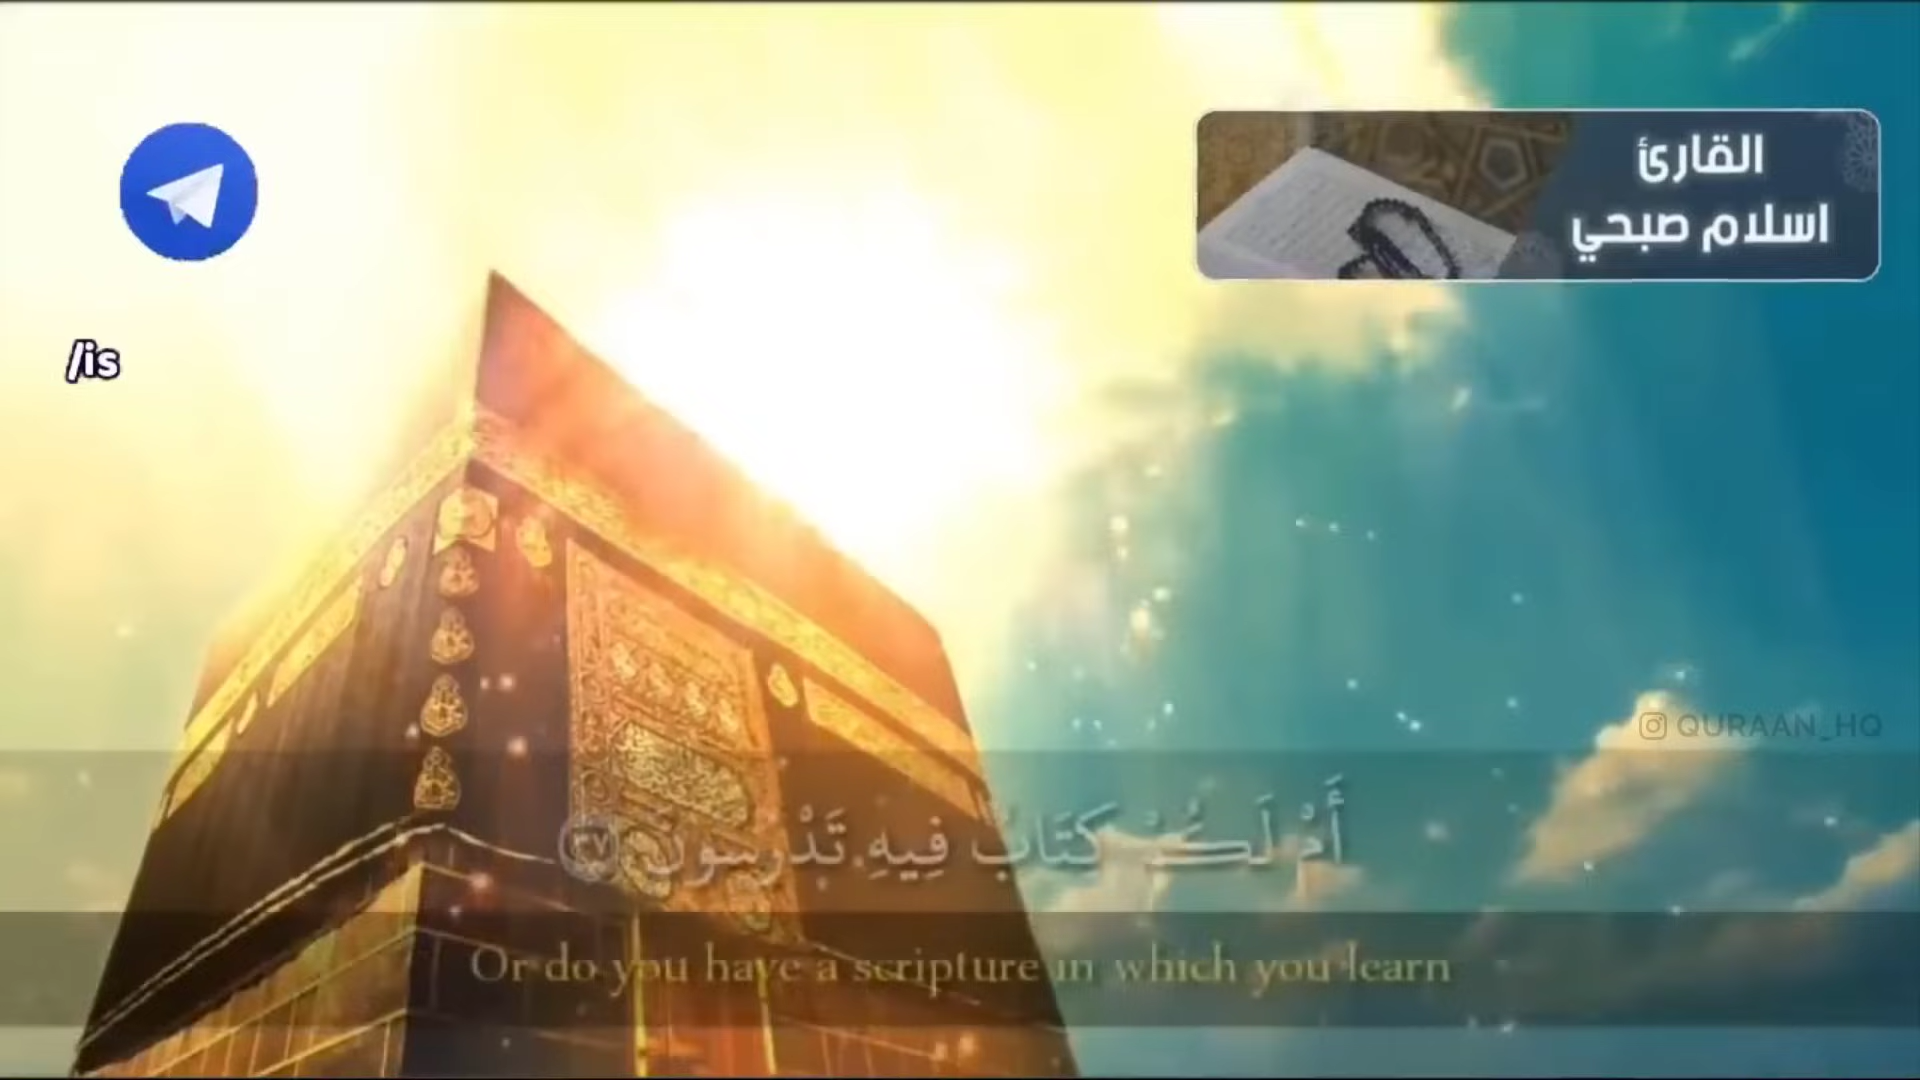 القارئ
اسلام صبحي
/is
QURAAN_HQ
أَمْ لَكُمْ كِتَابٌ فِيهِ تَدْرُسُونَ ﴿٣٧﴾
Or do you have a scripture in which you learn